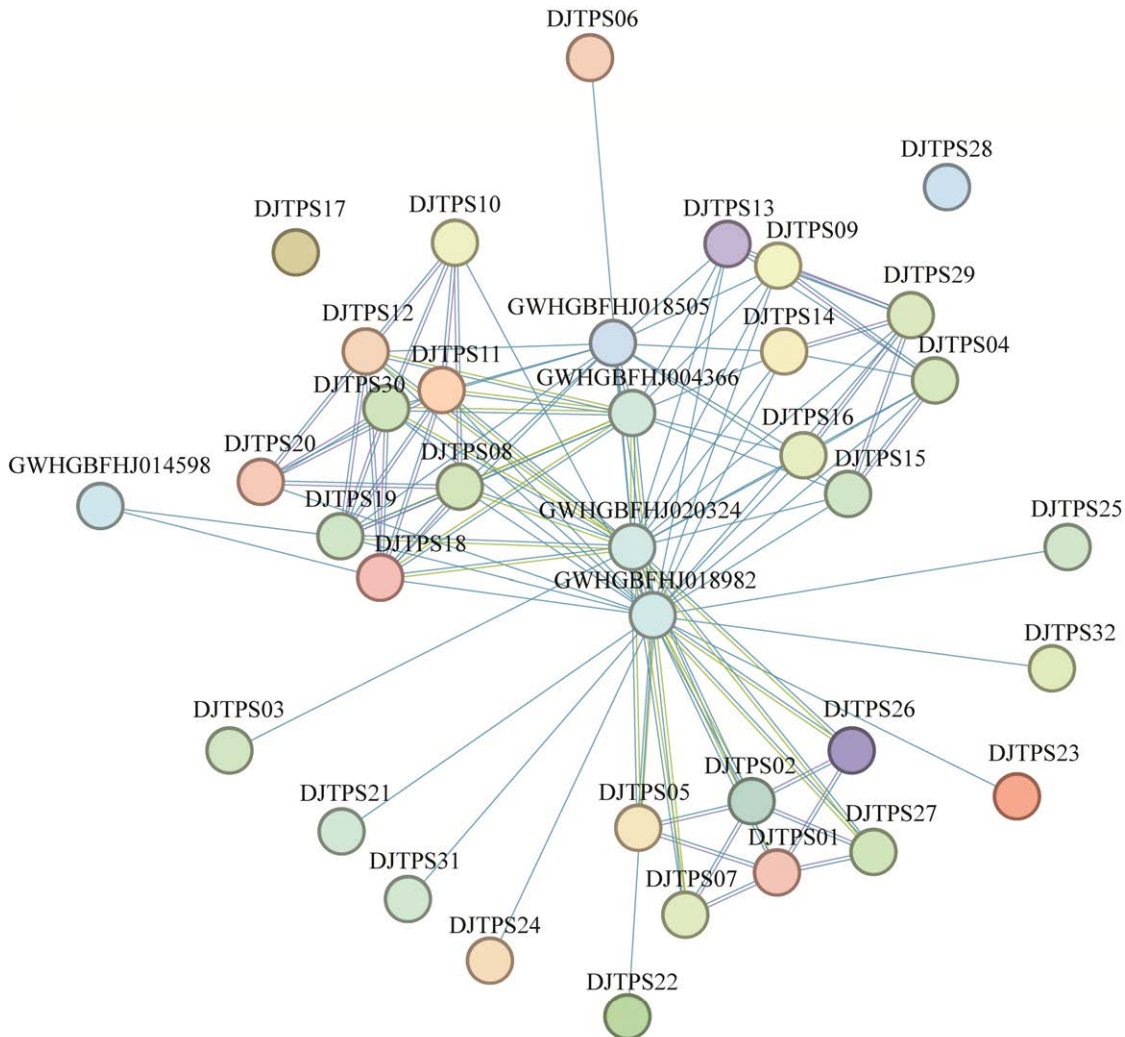 DJTPS06
DJTPS28
DJTPS17
DJTPS10
DJTPS13
DJTPS09
DJTPS29
DJTPS12
GWHGBFHJ018505
DJTPS14
DJTPS04
DJTPS11
DJTPS30
GWHGBFHJ004366
DJTPS16
DJTPS20
DJTPS08
DJTPS15
GWHGBFHJ014598
DJTPS19
GWHGBFHJ020324
DJTPS25
DJTPS18
GWHGBFHJ018982
DJTPS32
DJTPS03
DJTPS26
DJTPS23
DJTPS21
DJTPS05
DJTPS02
DJTPS27
DJTPS01
DJTPS31
DJTPS07
DJTPS24
DJTPS22